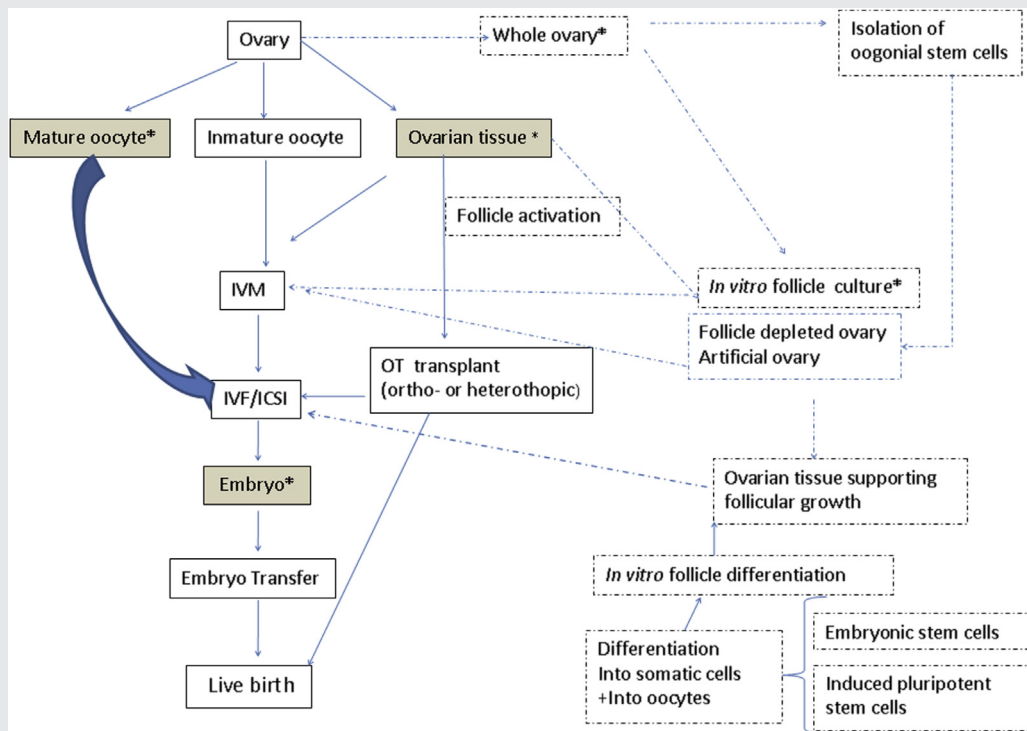 Ovary
Whole ovary*
Isolation of
oogonial stem cells
Mature oocyte*
Inmature oocyte
Ovarian tissue *
Follicle activation
IVM
In vitro follicle culture*
Follicle depleted ovary
Artificial ovary
OT transplant
(ortho- or heterothopic)
IVF/ICSI
Embryo*
Ovarian tissue supporting
follicular growth
Embryo Transfer
In vitro follicle differentiation
Differentiation
Into somatic cells
+Into oocytes
Embryonic stem cells
Live birth
Induced pluripotent
stem cells